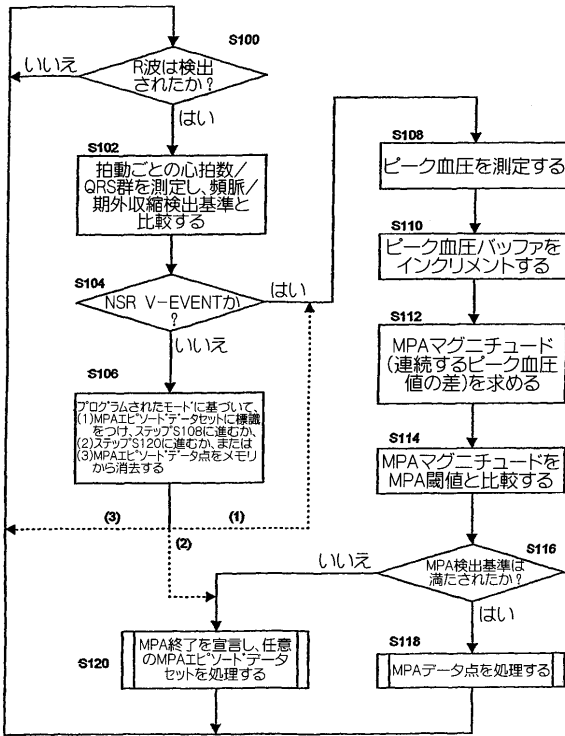 S100
R波は検出
されたか?
いいえ
はい
S102
拍動ごとの心拍数/
QRS群を測定し、頻脈/
期外収縮検出基準と
比較する
S104
NSR V-EVENTか
?
はい
いいえ
S106
プログラムされたモードに基づいて、
(1)MPAエピソードデータセットに標識
をつけ、ステップS108に進むか、
(2)ステップS120に進むか、または
(3)MPAエピソードデータ点をメモリ
から消去する
(3)
(1)
(2)
S108
ピーク血圧を測定する
S110
ピーク血圧バッファを
インクリメントする
S112
MPAマグニチュード
(連続するピーク血圧
値の差)を求める
S114
MPAマグニチュードを
MPA閾値と比較する
S116
MPA検出基準は
満たされたか?
いいえ
はい
S118
MPAデータ点を処理する
S120
MPA終了を宣言し、任意
のMPAエピソードデータ
セットを処理する